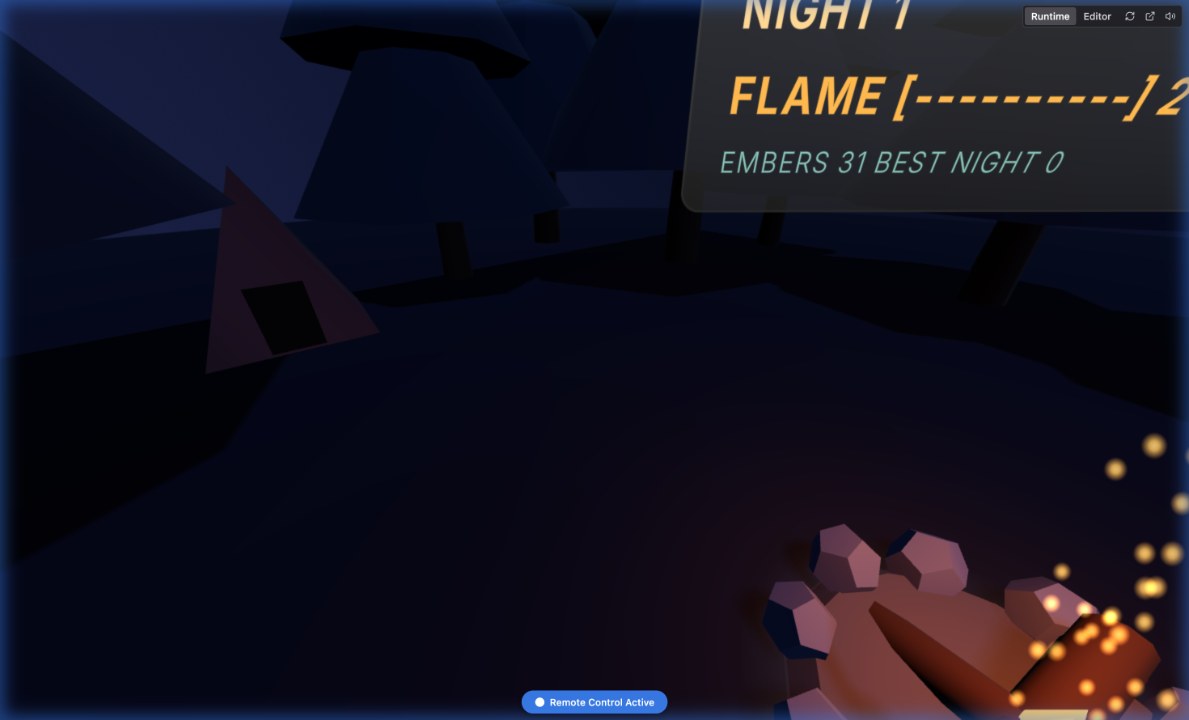 Runtime Editor
NIGHT 1
FLAME [----------] 2
EMBERS 31 BEST NIGHT 0
Remote Control Active